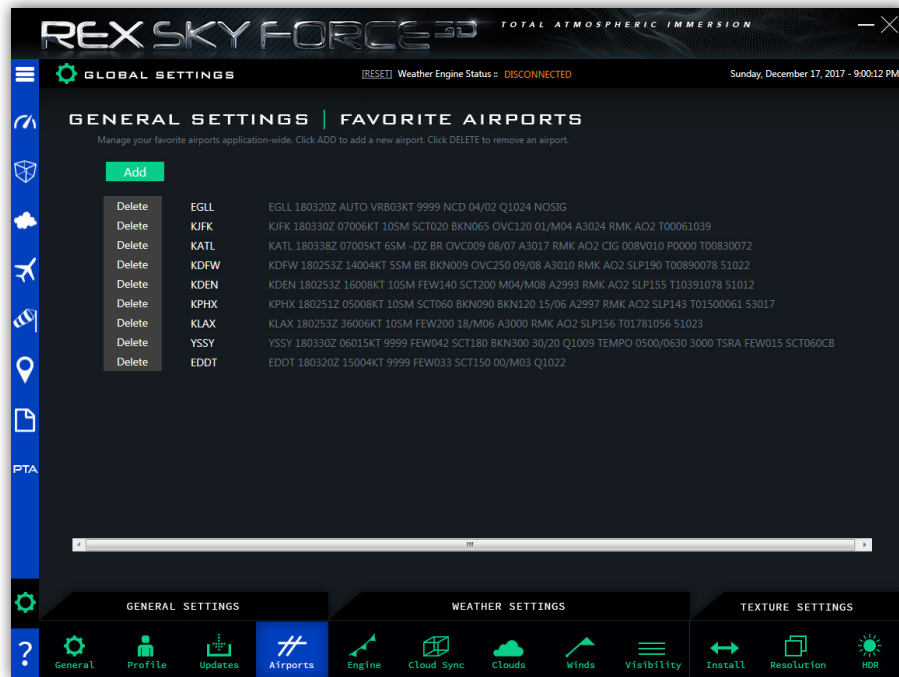 REX SKY FORCE 3D TOTAL ATMOSPHERIC IMMERSION
GLOBAL SETTINGS [RESET] Weather Engine Status :: DISCONNECTED Sunday, December 17, 2017 - 9:00:12 PM
GENERAL SETTINGS | FAVORITE AIRPORTS
Manage your favorite airports application-wide. Click ADD to add a new airport. Click DELETE to remove an airport.
Add
Delete EGLL EGLL 180320Z AUTO VRB03KT 9999 NCD 04/02 Q1024 NOSIG
Delete KJFK KJFK 180330Z 07006KT 10SM SCT020 BKN065 OVC120 01/M04 A3024 RMK AO2 T00061039
Delete KATL KATL 180338Z 07005KT 6SM -DZ BR OVC009 08/07 A3017 RMK AO2 CIG 008V010 P0000 T00830072
Delete KDFW KDFW 180253Z 14004KT 5SM BR BKN009 OVC250 09/08 A3010 RMK AO2 SLP190 T00890078 51022
Delete KDEN KDEN 180253Z 16008KT 10SM FEW140 SCT200 M04/M08 A2993 RMK AO2 SLP155 T10391078 51012
Delete KPHX KPHX 180251Z 05008KT 10SM SCT060 BKN090 BKN120 15/06 A2997 RMK AO2 SLP143 T01500061 53017
Delete KLAX KLAX 180253Z 36006KT 10SM FEW200 18/M06 A3000 RMK AO2 SLP156 T01781056 51023
Delete YSSY YSSY 180330Z 06015KT 9999 FEW042 SCT180 BKN300 30/20 Q1009 TEMPO 0500/0630 3000 TSRA FEW015 SCT060CB
Delete EDDT EDDT 180320Z 15004KT 9999 FEW033 SCT150 00/M03 Q1022
PTA
GENERAL SETTINGS WEATHER SETTINGS TEXTURE SETTINGS
? General Profile Updates Airports Engine Cloud Sync Clouds Winds Visibility Install Resolution HDR